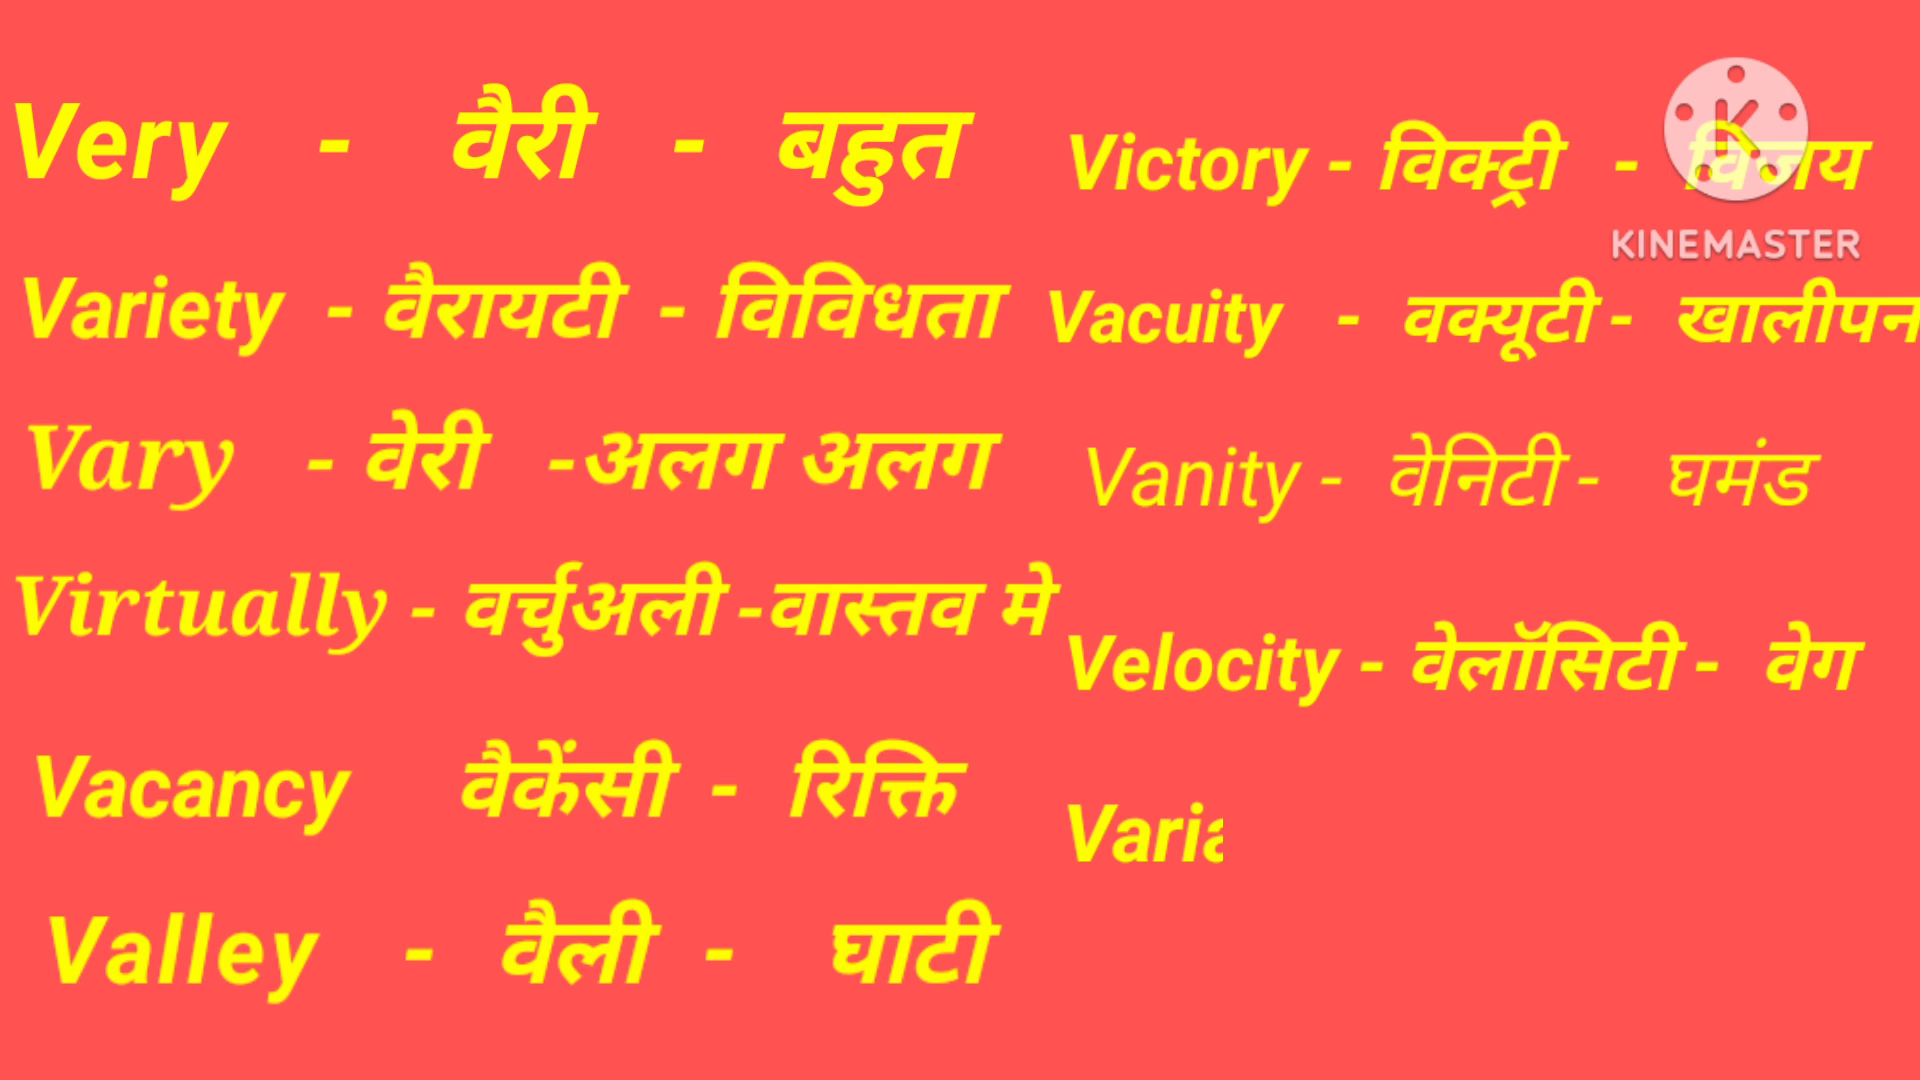 Very - वैरी - बहुत
Variety - वैरायटी - विविधता
Vary - वेरी -अलग अलग
Virtually - वर्चुअली -वास्तव मे
Vacancy वैकेंसी - रिक्ति
Valley - वैली - घाटी
Victory - विक्ट्री - विजय
KINEMASTER
Vacuity - वक्यूटी - खालीपन
Vanity - वेनिटी - घमंड
Velocity - वेलॉसिटी - वेग